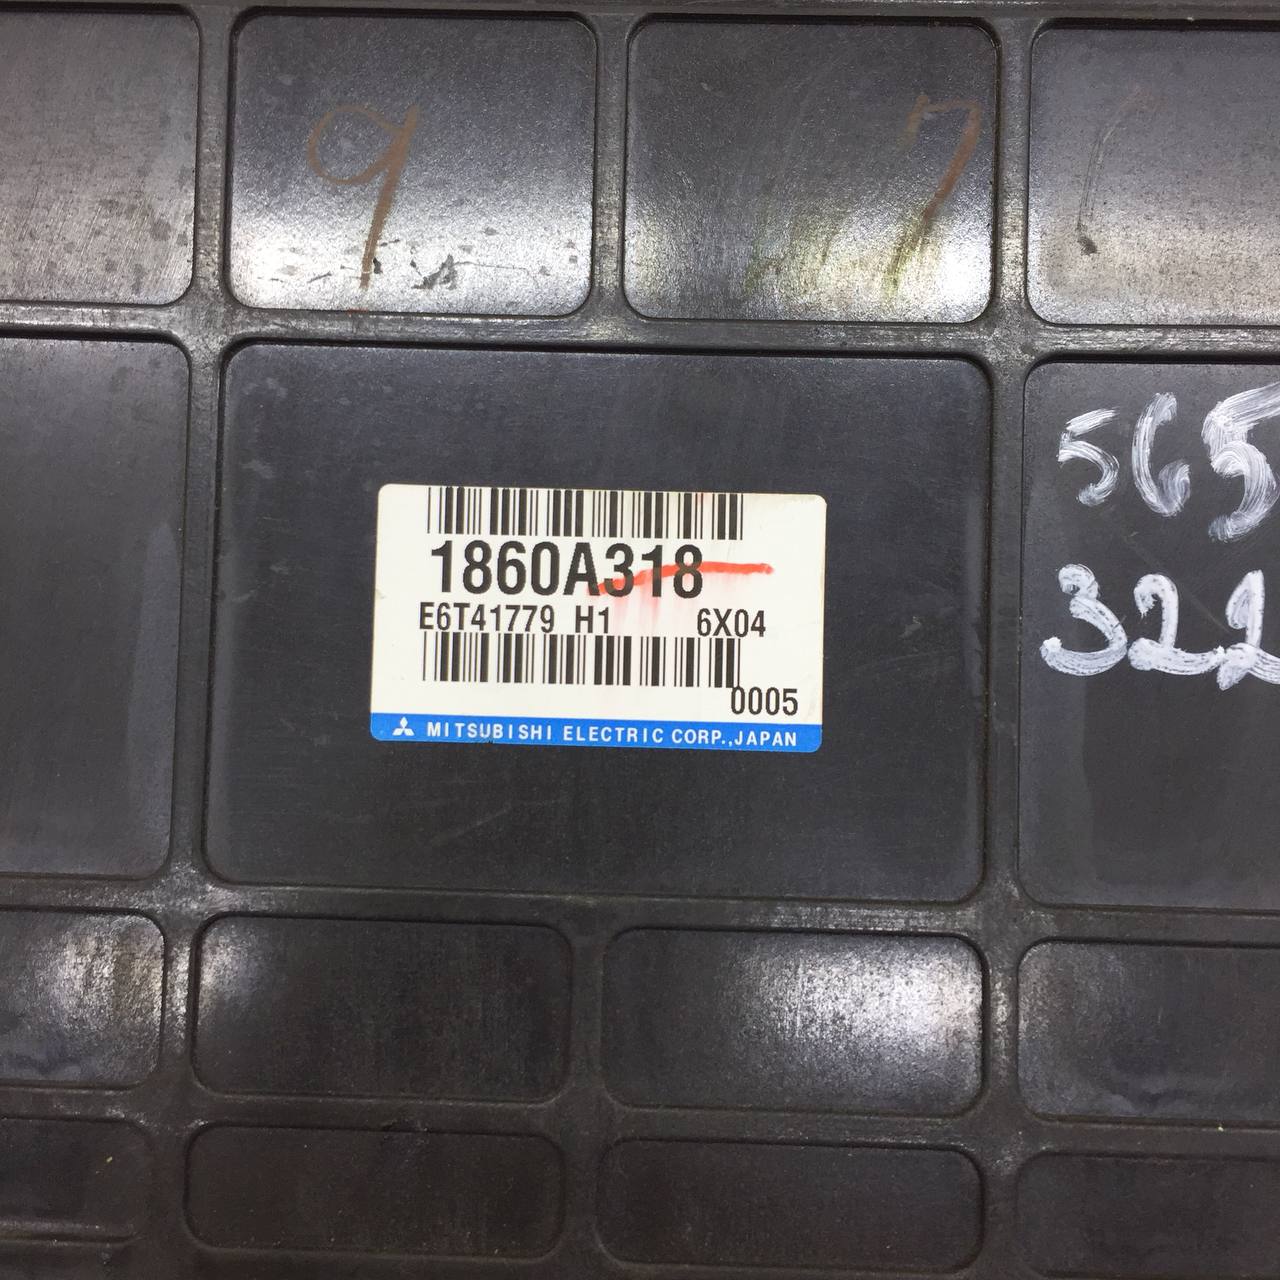 9 7
565
322
1860A318
E6T41779 H1 6X04
0005
MITSUBISHI ELECTRIC CORP.,JAPAN